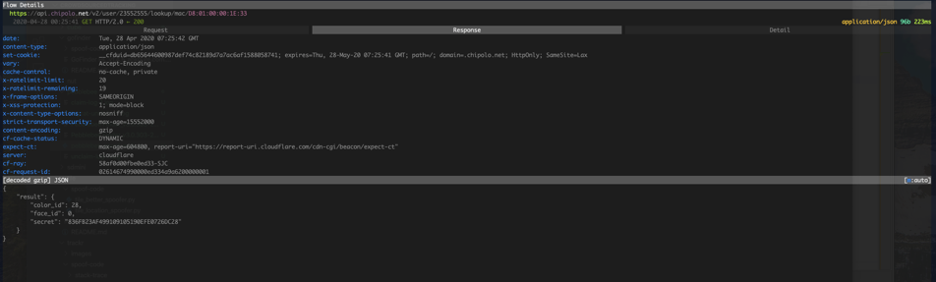 Flow Details
https://api.chipolo.net/v2/user/23552555/lookup/mac/D8:01:00:00:1E:33
2020-04-28 00:25:41 GET HTTP/2.0 ← 200 application/json 96b 223ms
Request Response Detail
date: Tue, 28 Apr 2020 07:25:42 GMT
content-type: application/json
set-cookie: expires=Thu, 28-May-20 07:25:41 GMT; path=/; domain=.chipolo.net; HttpOnly; SameSite=Lax
vary: Accept-Encoding
cache-control: no-cache, private
x-ratelimit-limit: 20
x-ratelimit-remaining: 19
x-frame-options: SAMEORIGIN
x-xss-protection: 1; mode=block
x-content-type-options: nosniff
strict-transport-security: max-age=15552000
content-encoding: gzip
cf-cache-status: DYNAMIC
expect-ct: max-age=604800, report-uri="https://report-uri.cloudflare.com/cdn-cgi/beacon/expect-ct"
server: cloudflare
cf-ray: 58af0d00fbe0ed33-SJC
cf-request-id:
[decoded gzip] JSON [:auto]
{
"result": {
"color_id": 28,
"face_id": 0,
"secret":
}
}